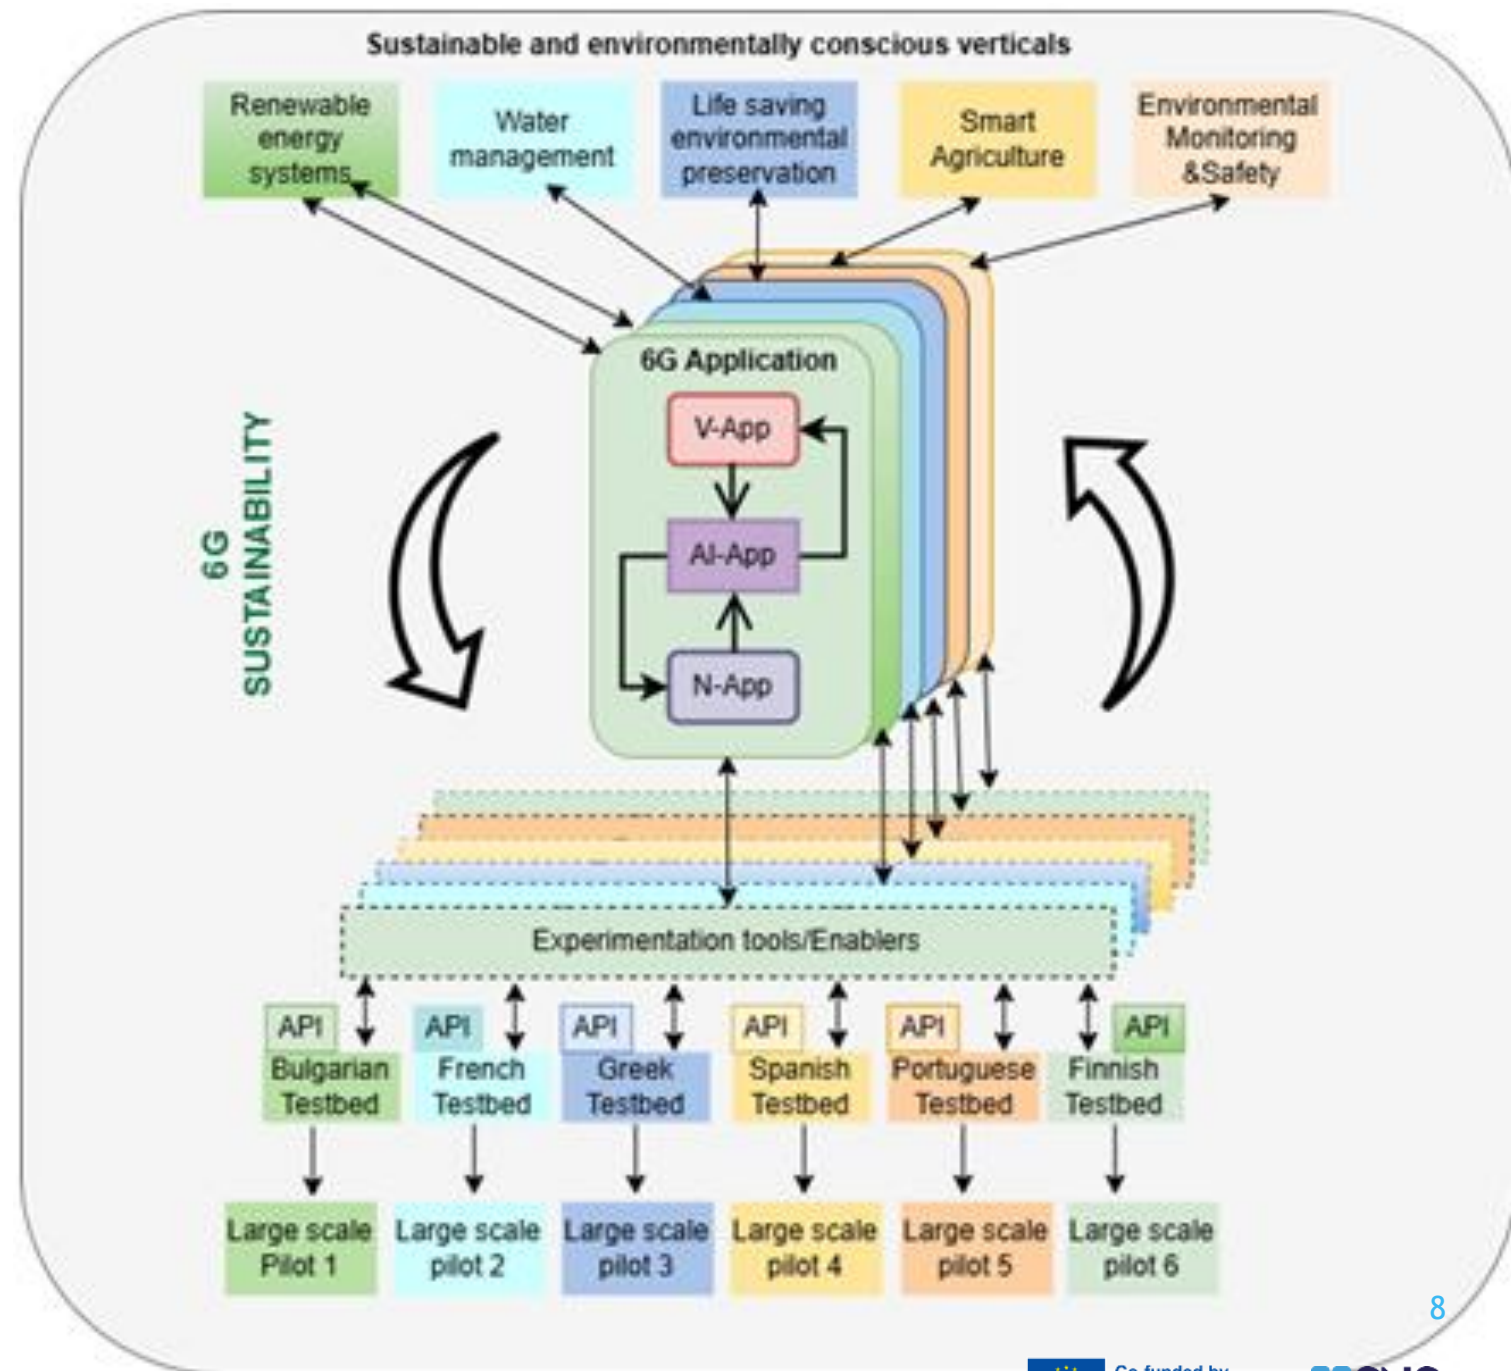 Sustainable and environmentally conscious verticals
Renewable
energy
systems
Water
management
Life saving
environmental
preservation
Smart
Agriculture
Environmental
Monitoring
&Safety
6G
SUSTAINABILITY
6G Application
V-App
AI-App
N-App
Experimentation tools/Enablers
API
API
API
API
API
API
Bulgarian
Testbed
French
Testbed
Greek
Testbed
Spanish
Testbed
Portuguese
Testbed
Finnish
Testbed
Large scale
Pilot 1
Large scale
pilot 2
Large scale
pilot 3
Large scale
pilot 4
Large scale
pilot 5
Large scale
pilot 6
8
Co-funded by